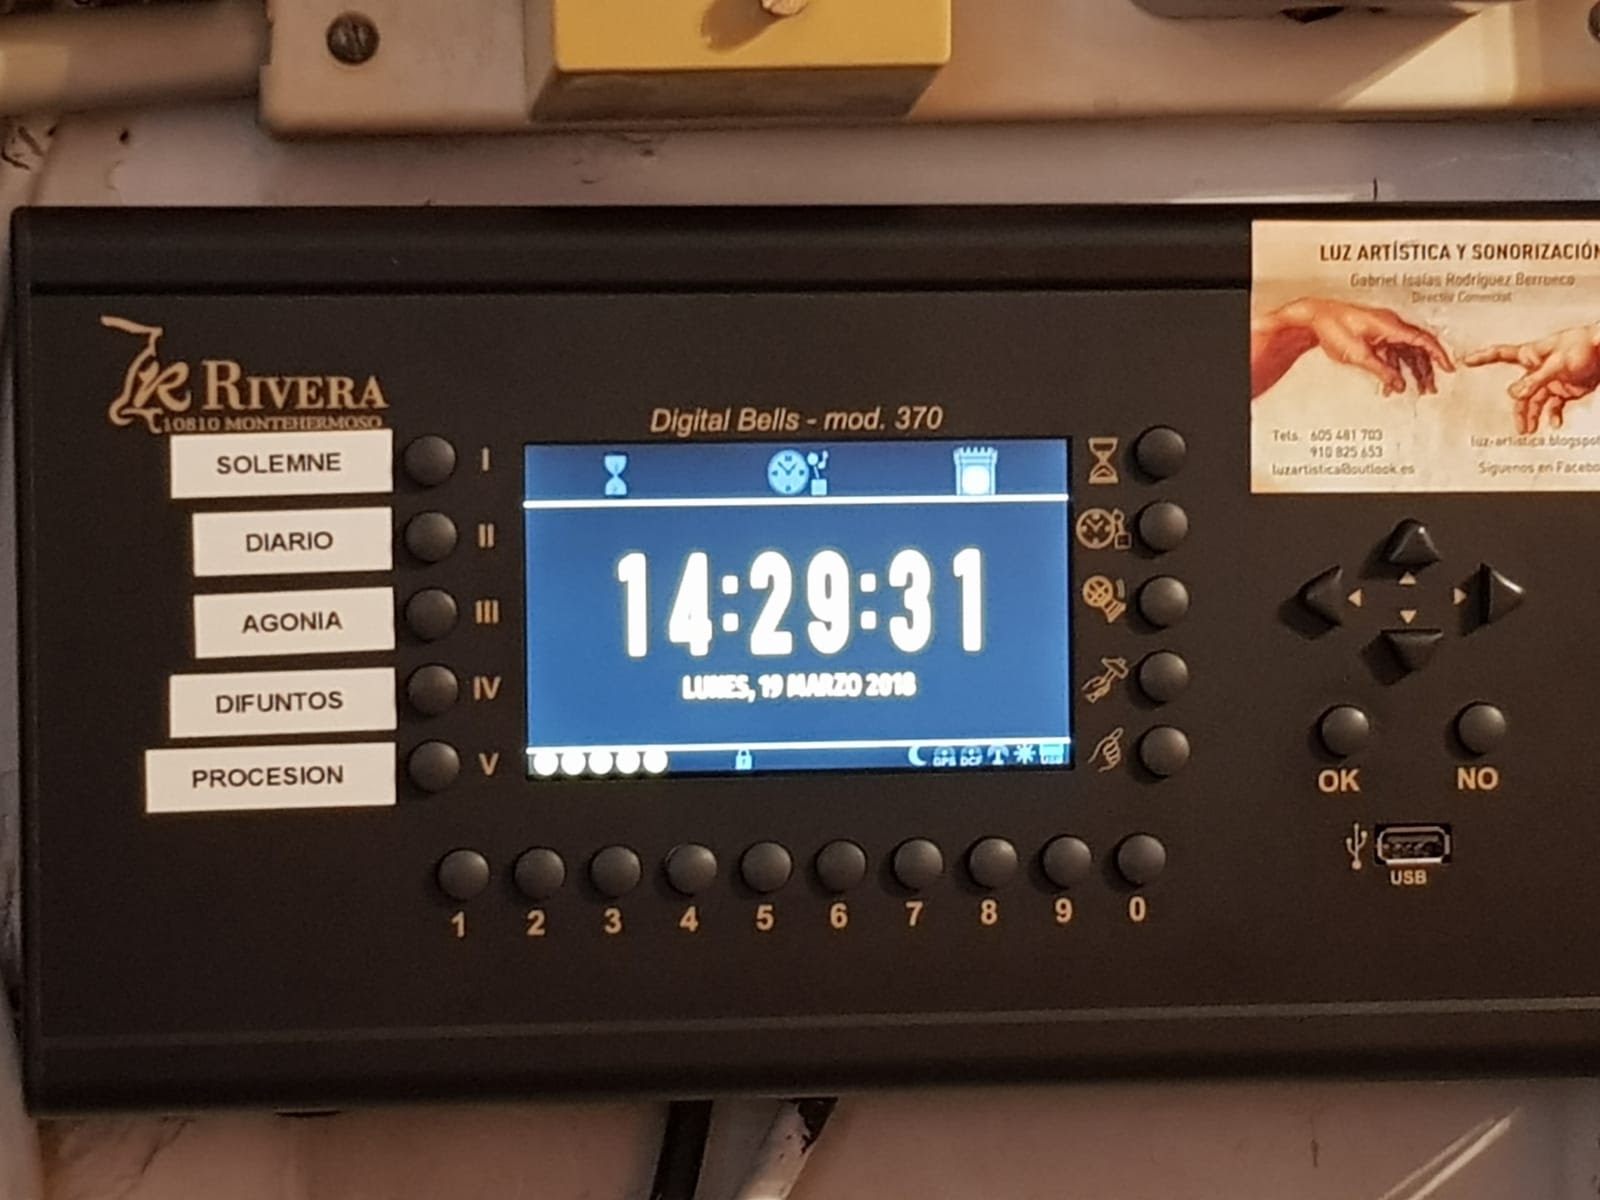 LUZ ARTÍSTICA Y SONORIZACIÓN
Gabriel Isaías Rodríguez Berrueco
Director Comercial
Tels. 605 481 703
910 825 653
luzartistica@outlook.es
luz-artistica.blogspot
Síguenos en Facebo
RIVERA
10810 MONTEHERMOSO
Digital Bells - mod. 370
SOLEMNE I
DIARIO II
AGONIA III
DIFUNTOS IV
PROCESION V
14:29:31
LUNES, 19 MARZO 2018
GPS DCF
OK NO
USB
1 2 3 4 5 6 7 8 9 0